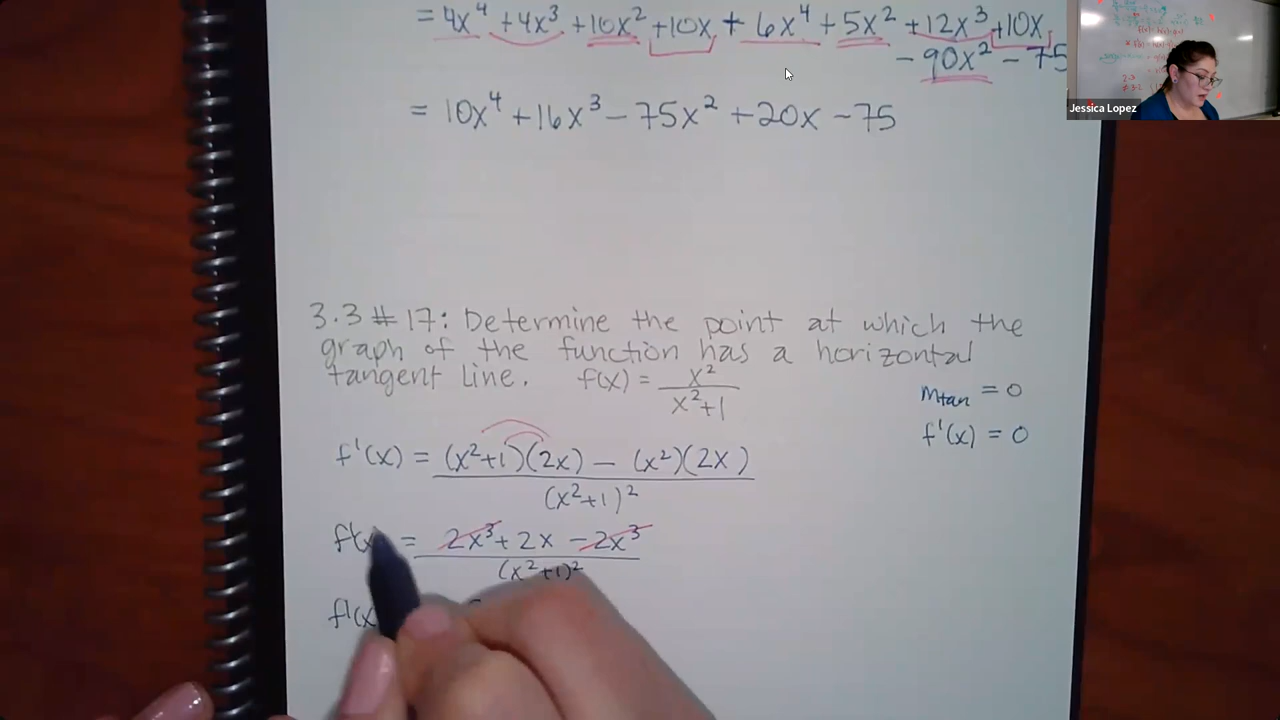 = 4x⁴ + 4x³ + 10x² + 10x + 6x⁴ + 5x² + 12x³ + 10x
- 90x² - 75
= 10x⁴ + 16x³ - 75x² + 20x - 75
Jessica Lopez
3.3 # 17: Determine the point at which the
graph of the function has a horizontal
tangent line. f(x) = x² / x²+1
m tan = 0
f'(x) = 0
f'(x) = (x²+1)(2x) - (x²)(2x) / (x²+1)²
f'(x) = 2x³ + 2x - 2x³ / (x²+1)²
f'(x